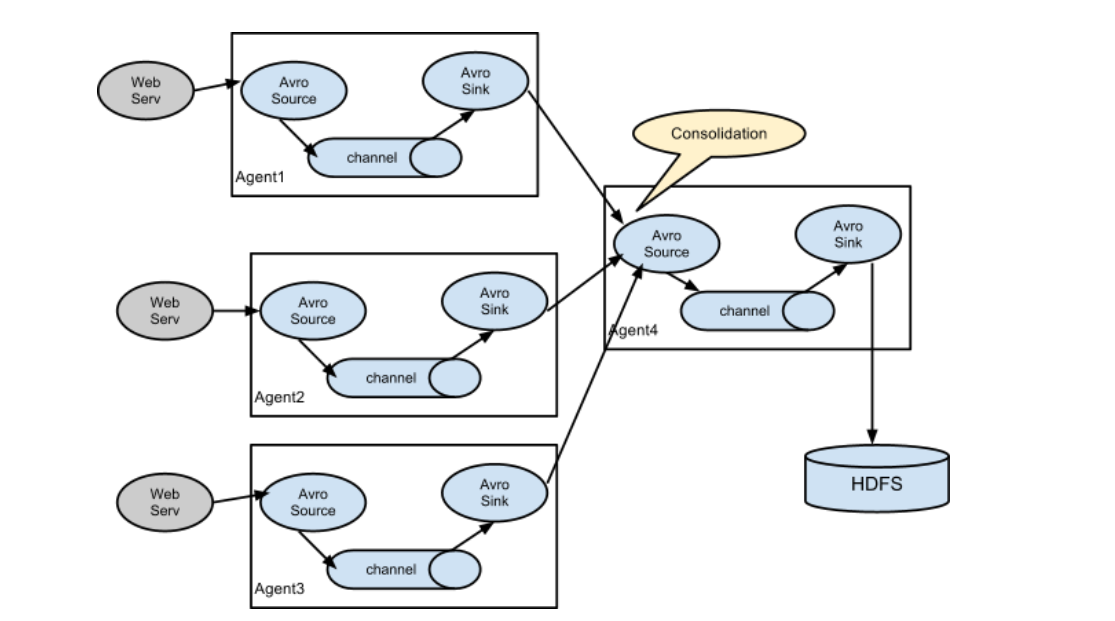 Web
Serv
Avro
Source
Avro
Sink
channel
Agent1
Consolidation
Web
Serv
Avro
Source
Avro
Sink
channel
Agent2
Avro
Source
Avro
Sink
channel
Agent4
Web
Serv
Avro
Source
Avro
Sink
channel
Agent3
HDFS